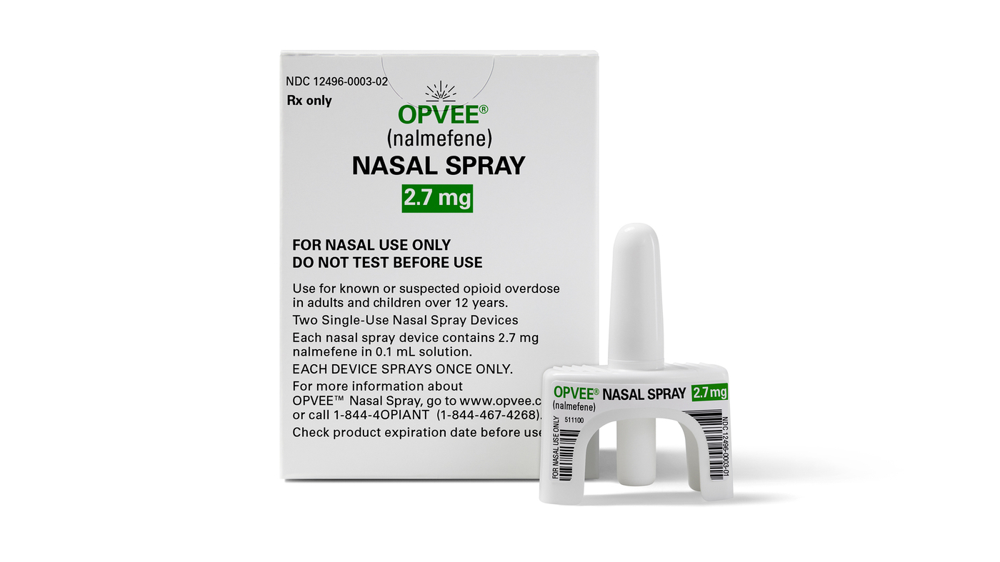 NDC 12496-0003-02
Rx only
OPVEE®
(nalmefene)
NASAL SPRAY
2.7 mg
FOR NASAL USE ONLY
DO NOT TEST BEFORE USE
Use for known or suspected opioid overdose
in adults and children over 12 years.
Two Single-Use Nasal Spray Devices
Each nasal spray device contains 2.7 mg
nalmefene in 0.1 mL solution.
EACH DEVICE SPRAYS ONCE ONLY.
For more information about
OPVEE™ Nasal Spray, go to www.opvee.c
or call 1-844-4OPIANT (1-844-467-4268).
Check product expiration date before use
OPVEE® NASAL SPRAY 2.7 mg
(nalmefene)
511100
FOR NASAL USE ONLY
NDC 12496-0003-01